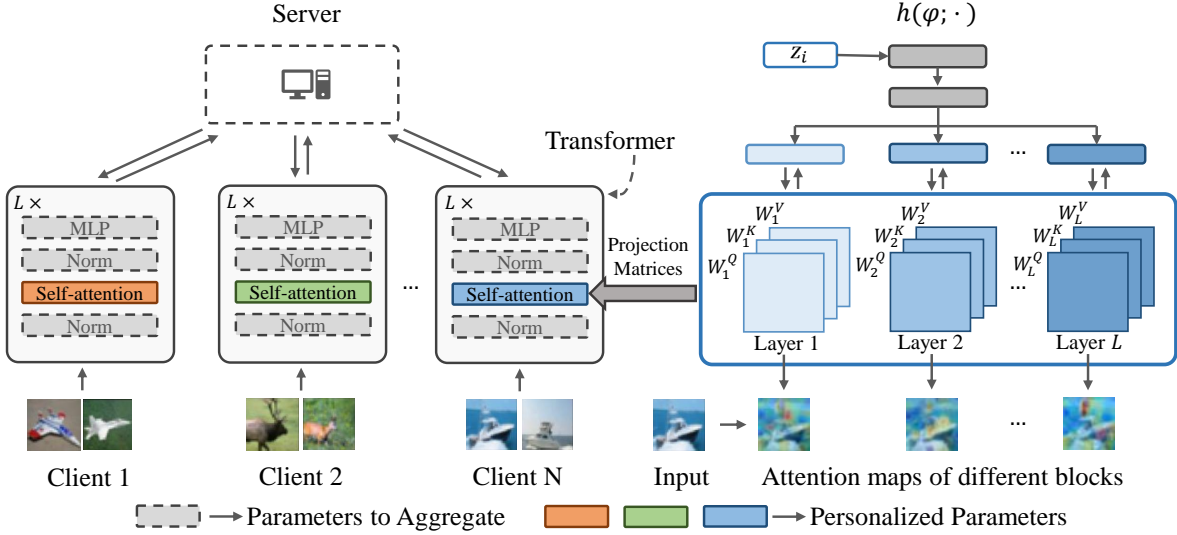 Server
h(φ; ·)
z_i
Transformer
L ×
MLP
Norm
Self-attention
Norm
L ×
MLP
Norm
Self-attention
Norm
...
L ×
MLP
Norm
Self-attention
Norm
Projection
Matrices
...
W_1^V
W_1^K
W_1^Q
Layer 1
W_2^V
W_2^K
W_2^Q
Layer 2
...
W_L^V
W_L^K
W_L^Q
Layer L
...
Client 1
Client 2
Client N
Input
Attention maps of different blocks
Parameters to Aggregate
Personalized Parameters